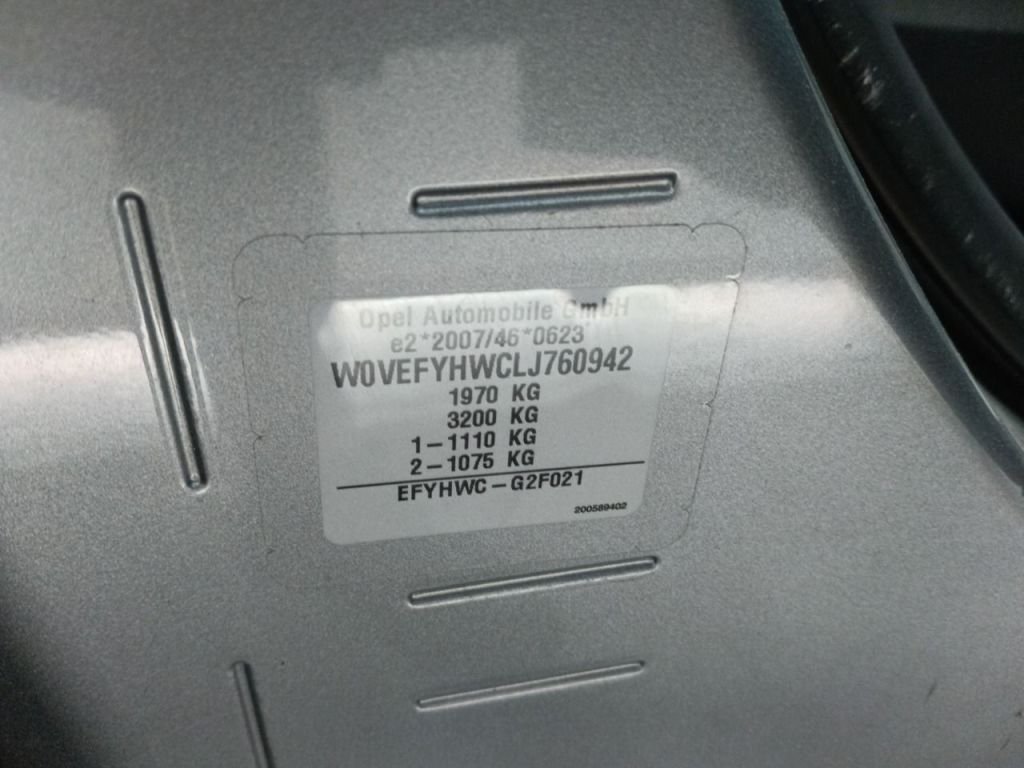 Opel Automobile GmbH
e2*2007/46*0623
W0VEFYHWCLJ760942
1970 KG
3200 KG
1-1110 KG
2-1075 KG
EFYHWC-G2F021
200589402